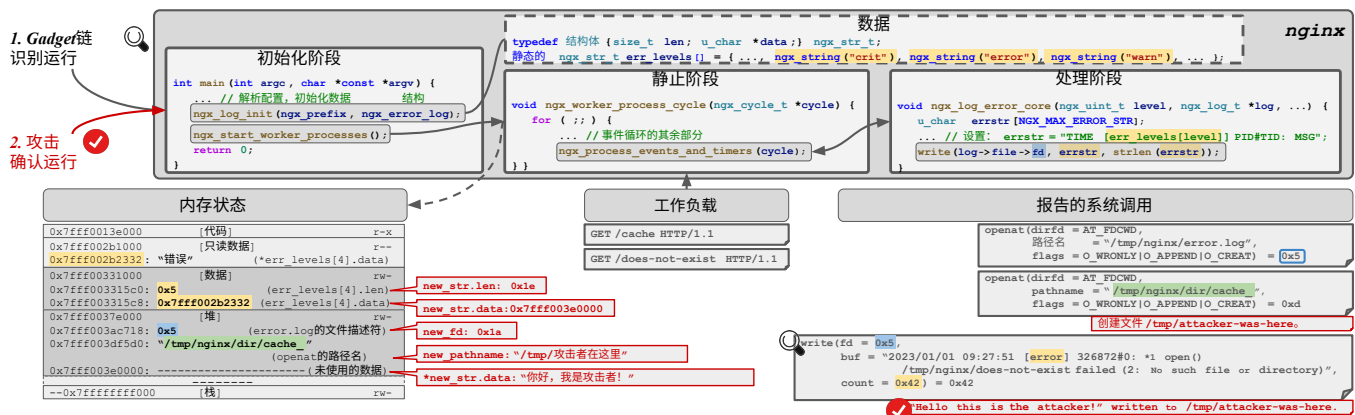 nginx
1. Gadget链
识别运行
2. 攻击
确认运行
数据
typedef 结构体 {size_t len; u_char *data;} ngx_str_t;
静态的 ngx_str_t err_levels[] = { ..., ngx_string("crit"), ngx_string("error"), ngx_string("warn"), ... };
初始化阶段
int main(int argc, char *const *argv) {
... // 解析配置，初始化数据 结构
ngx_log_init(ngx_prefix, ngx_error_log);
ngx_start_worker_processes();
return 0;
}
静止阶段
void ngx_worker_process_cycle(ngx_cycle_t *cycle) {
for ( ;; ) {
... // 事件循环的其余部分
ngx_process_events_and_timers(cycle);
} }
处理阶段
void ngx_log_error_core(ngx_uint_t level, ngx_log_t *log, ...) {
u_char errstr[NGX_MAX_ERROR_STR];
... // 设置： errstr = "TIME [err_levels[level]] PID#TID: MSG";
write(log->file->fd, errstr, strlen(errstr));
}
内存状态
0x7fff0013e000 [代码] r-x
0x7fff002b1000 [只读数据] r--
0x7fff002b2332: “错误” (*err_levels[4].data)
0x7fff00331000 [数据] rw-
0x7fff003315c0: 0x5 (err_levels[4].len)
0x7fff003315c8: 0x7fff002b2332 (err_levels[4].data)
0x7fff0037e000 [堆] rw-
0x7fff003ac718: 0x5 (error.log的文件描述符)
0x7fff003df5d0: “/tmp/nginx/dir/cache_”
(openat的路径名)
0x7fff003e0000: ----------------------(未使用的数据)
--------
--0x7ffffffff000 [栈] rw-
new_str.len: 0x1e
new_str.data:0x7fff003e0000
new_fd: 0x1a
new_pathname:“/tmp/攻击者在这里”
*new_str.data:“你好，我是攻击者！”
工作负载
GET /cache HTTP/1.1
GET /does-not-exist HTTP/1.1
报告的系统调用
openat(dirfd = AT_FDCWD,
路径名 = “/tmp/nginx/error.log”,
flags = O_WRONLY|O_APPEND|O_CREAT) = 0x5
openat(dirfd = AT_FDCWD,
pathname = “/tmp/nginx/dir/cache_”,
flags = O_WRONLY|O_APPEND|O_CREAT) = 0xd
创建文件 /tmp/attacker-was-here。
write(fd = 0x5,
buf = “2023/01/01 09:27:51 [error] 326872#0: *1 open()
/tmp/nginx/does-not-exist failed (2: No such file or directory)”,
count = 0x42) = 0x42
“Hello this is the attacker!” written to /tmp/attacker-was-here.